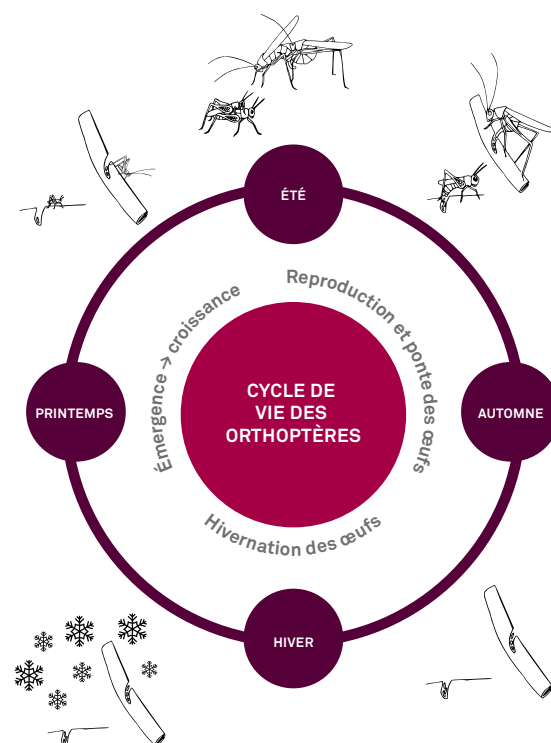 ÉTÉ
Émergence → croissance
Reproduction et ponte des œufs
PRINTEMPS
CYCLE DE
VIE DES
ORTHOPTÈRES
AUTOMNE
Hivernation des œufs
HIVER